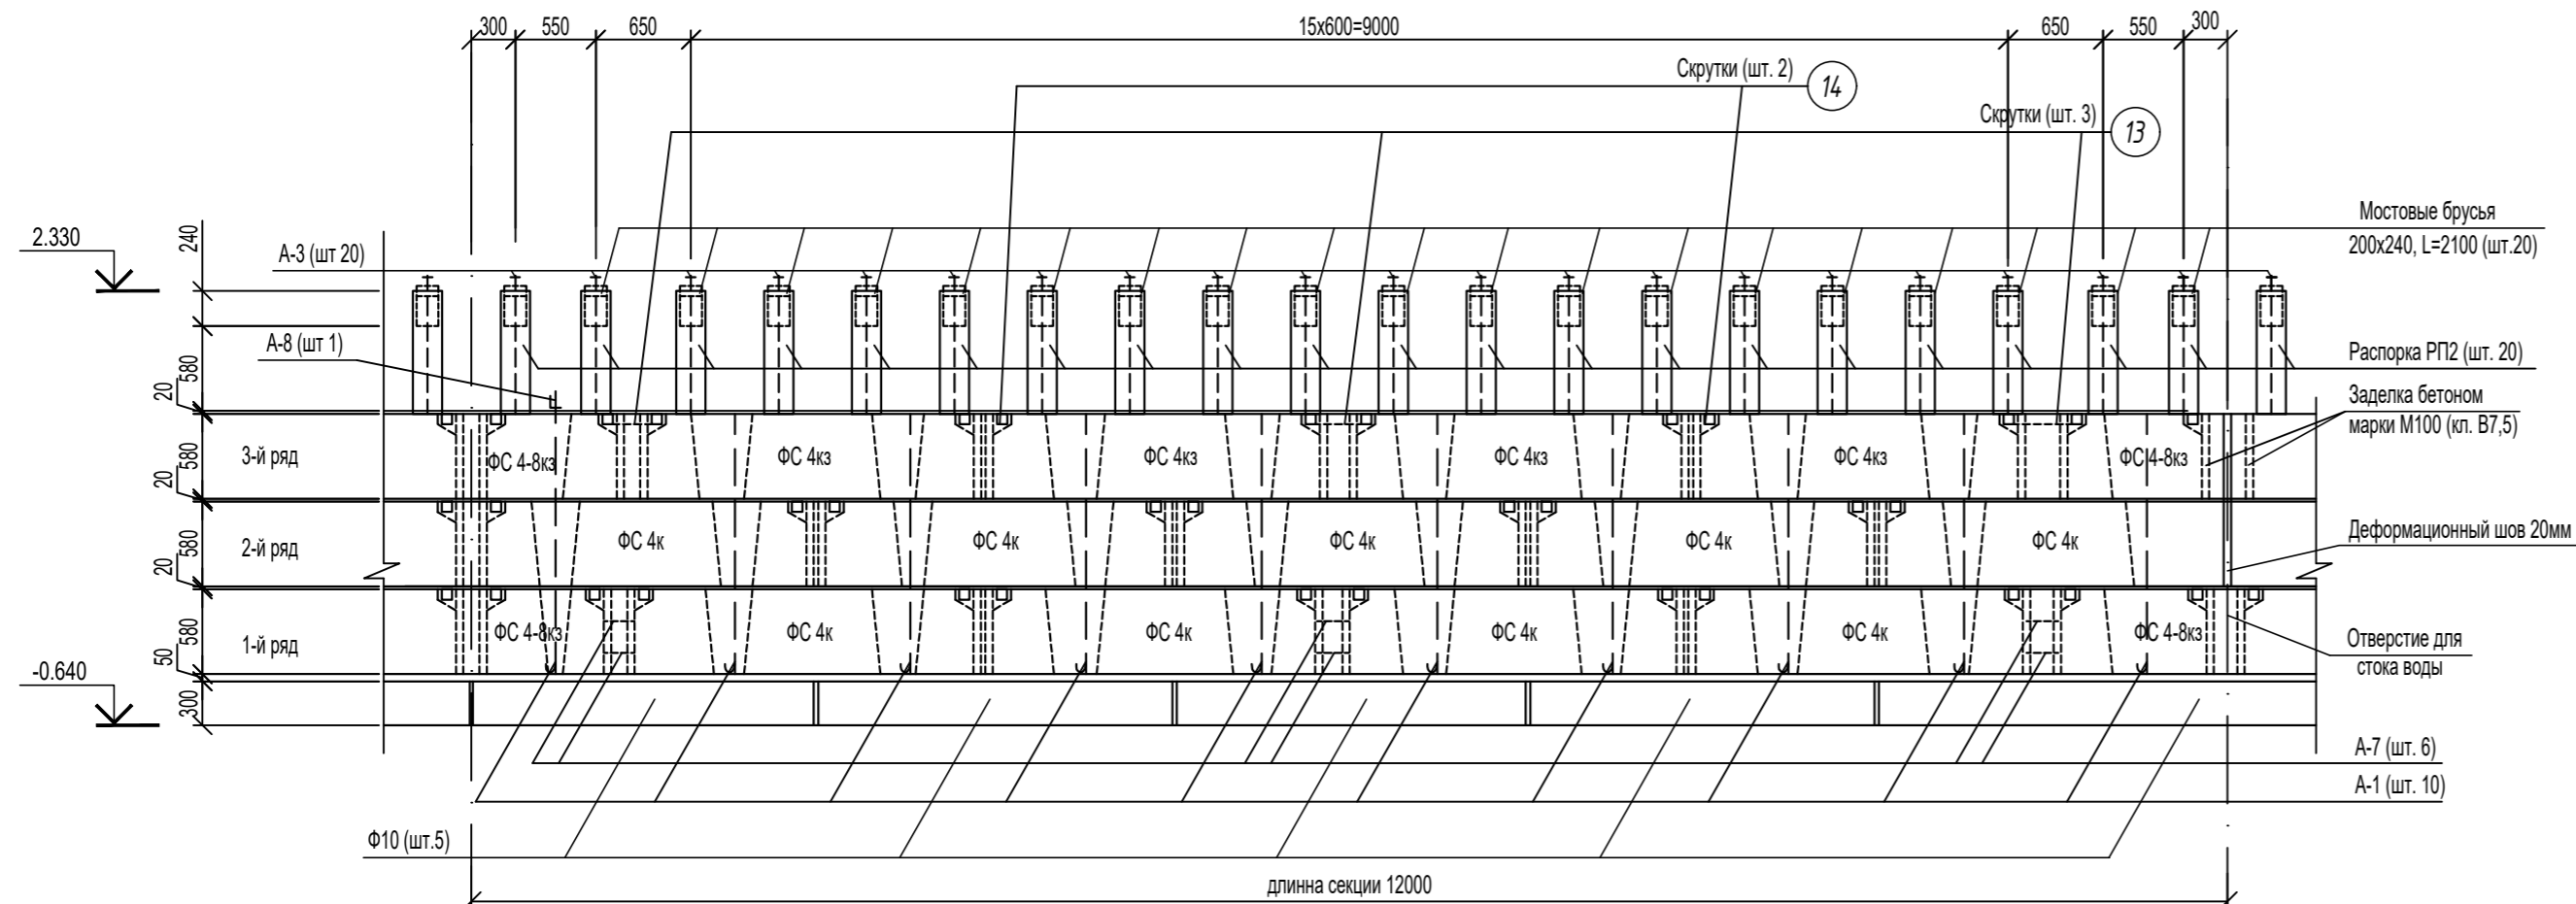 300
550
650
15х600=9000
650
550
300
Скрутки (шт. 2)
14
Скрутки (шт. 3)
13
Мостовые брусья
200х240, L=2100 (шт.20)
2.330
240
А-3 (шт 20)
А-8 (шт 1)
580
20
Распорка РП2 (шт. 20)
Заделка бетоном
марки М100 (кл. В7,5)
580
20
3-й ряд
ФС 4-8кз
ФС 4кз
ФС 4кз
ФС 4кз
ФС 4кз
ФС 4-8кз
580
20
2-й ряд
ФС 4к
ФС 4к
ФС 4к
ФС 4к
ФС 4к
Деформационный шов 20мм
580
50
1-й ряд
ФС 4-8кз
ФС 4к
ФС 4к
ФС 4к
ФС 4к
ФС 4-8кз
Отверстие для
стока воды
-0.640
300
А-7 (шт. 6)
А-1 (шт. 10)
Ф10 (шт.5)
длинна секции 12000